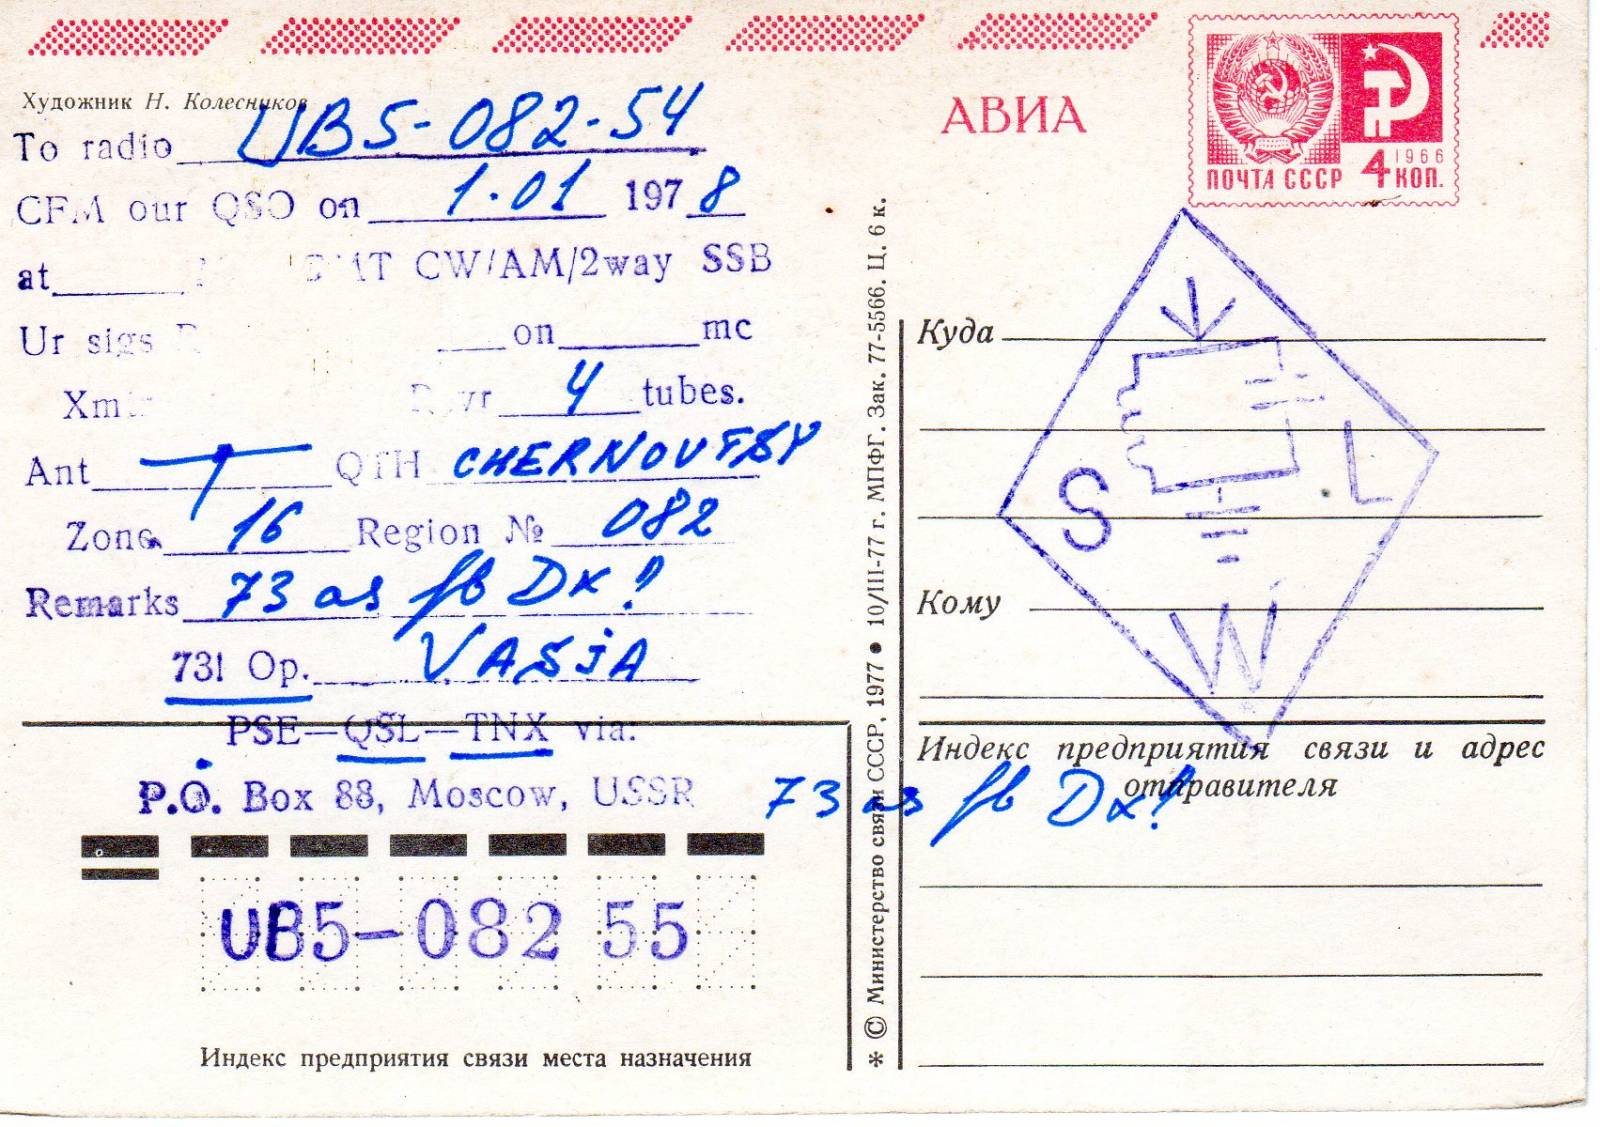 Художник Н. Колесников
To radio UB5-082-54
CFM our QSO on 1.01 1978
at GMT CW/AM/2way SSB
Ur sigs on mc
Rcvr 4 tubes.
Ant QTH CHERNOVTSY
Zone 16 Region № 082
Remarks 73 as fb Dx!
73! Op. VASJA
PSE—QSL—TNX via:
P.O. Box 88, Moscow, USSR
73 as fb Dx!
UB5-082 55
Индекс предприятия связи места назначения
* © Министерство связи СССР, 1977 • 10/III-77 г. МПФГ. Зак. 77-5566. Ц. 6 к.
АВИА
1966
ПОЧТА СССР 4 КОП.
Куда
S L
Кому
W
Индекс предприятия связи и адрес
отправителя